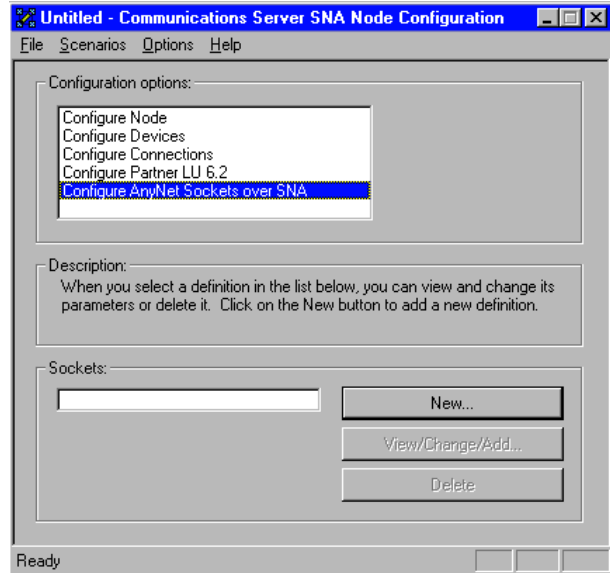 Untitled - Communications Server SNA Node Configuration
File Scenarios Options Help
Configuration options:
Configure Node
Configure Devices
Configure Connections
Configure Partner LU 6.2
Configure AnyNet Sockets over SNA
Description:
When you select a definition in the list below, you can view and change its
parameters or delete it. Click on the New button to add a new definition.
Sockets:
New...
View/Change/Add...
Delete
Ready